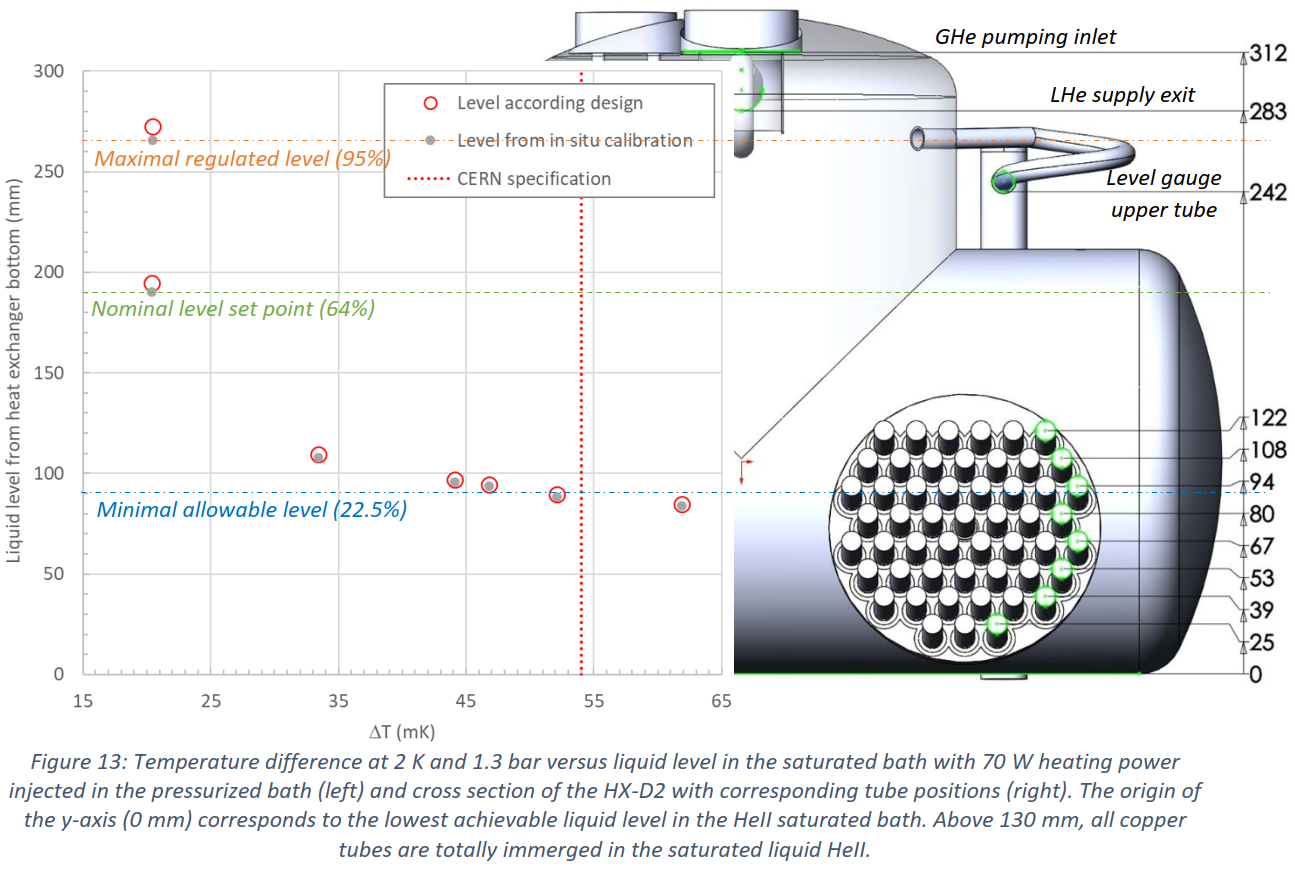 GHe pumping inlet
312
LHe supply exit
283
Level gauge
upper tube
242
122
108
94
80
67
53
39
25
0
Liquid level from heat exchanger bottom (mm)
300
250
200
150
100
50
0
Level according design
Level from in situ calibration
CERN specification
Maximal regulated level (95%)
Nominal level set point (64%)
Minimal allowable level (22.5%)
15
25
35
45
55
65
ΔT (mK)
Figure 13: Temperature difference at 2 K and 1.3 bar versus liquid level in the saturated bath with 70 W heating power
injected in the pressurized bath (left) and cross section of the HX-D2 with corresponding tube positions (right). The origin of
the y-axis (0 mm) corresponds to the lowest achievable liquid level in the HeII saturated bath. Above 130 mm, all copper
tubes are totally immerged in the saturated liquid HeII.